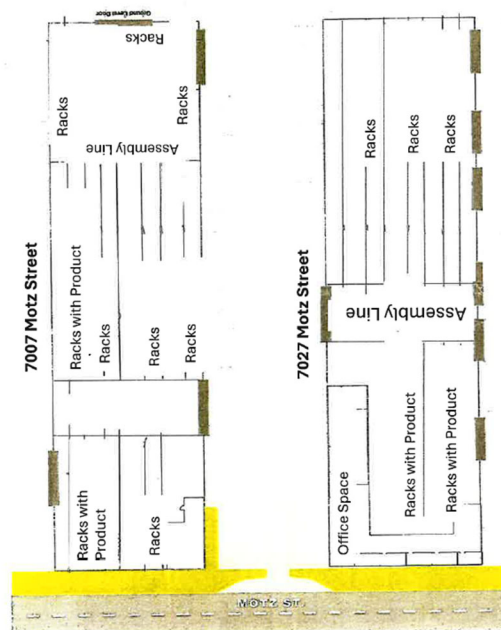 Ground Level Door
Racks
Racks
Racks
Assembly Line
7007 Motz Street
Racks with Product
Racks
Racks
Racks
Racks with
Product
Racks
7027 Motz Street
Racks
Racks
Racks
Assembly Line
Office Space
Racks with Product
Racks with Product
MOTZ ST.